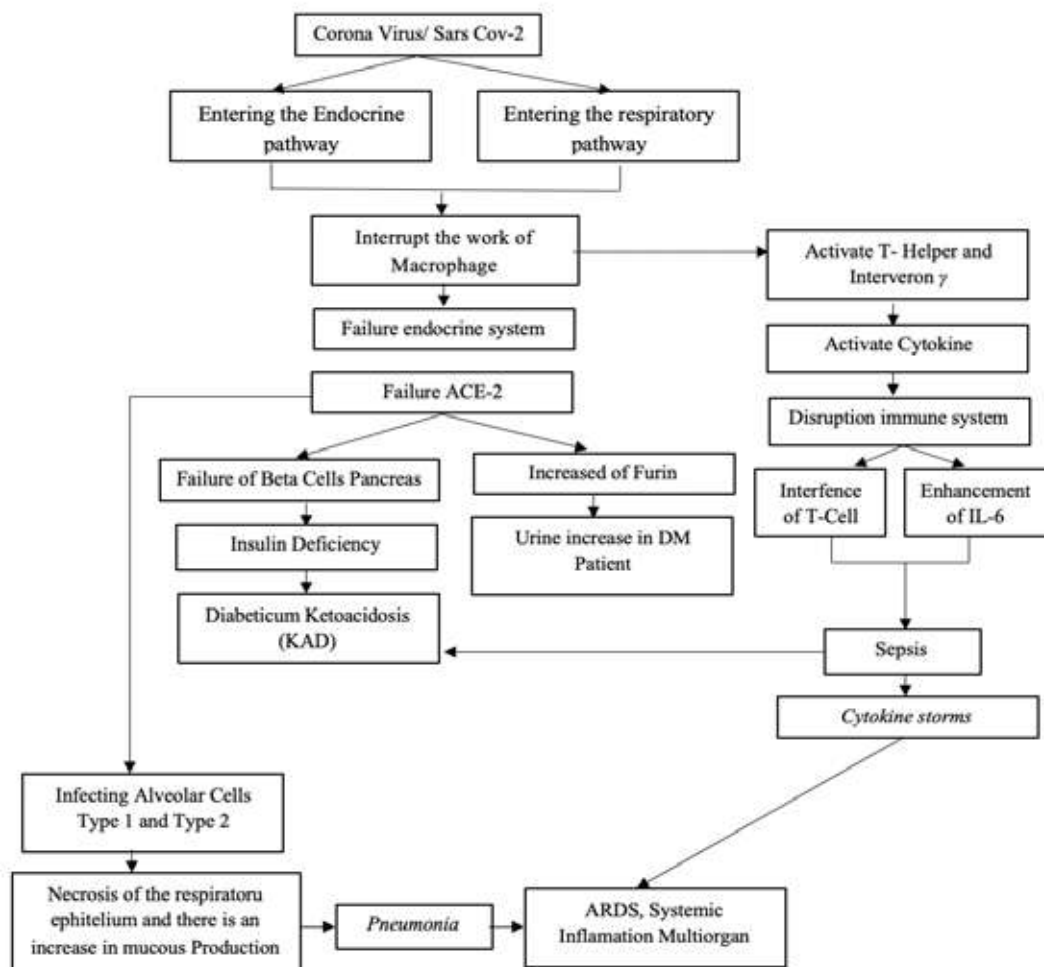 Corona Virus/ Sars Cov-2
Entering the Endocrine
pathway
Entering the respiratory
pathway
Interrupt the work of
Macrophage
Activate T- Helper and
Interveron γ
Failure endocrine system
Activate Cytokine
Failure ACE-2
Disruption immune system
Failure of Beta Cells Pancreas
Increased of Furin
Interfence
of T-Cell
Enhancement
of IL-6
Insulin Deficiency
Urine increase in DM
Patient
Diabeticum Ketoacidosis
(KAD)
Sepsis
Cytokine storms
Infecting Alveolar Cells
Type 1 and Type 2
Necrosis of the respiratoru
ephitelium and there is an
increase in mucous Production
Pneumonia
ARDS, Systemic
Inflamation Multiorgan